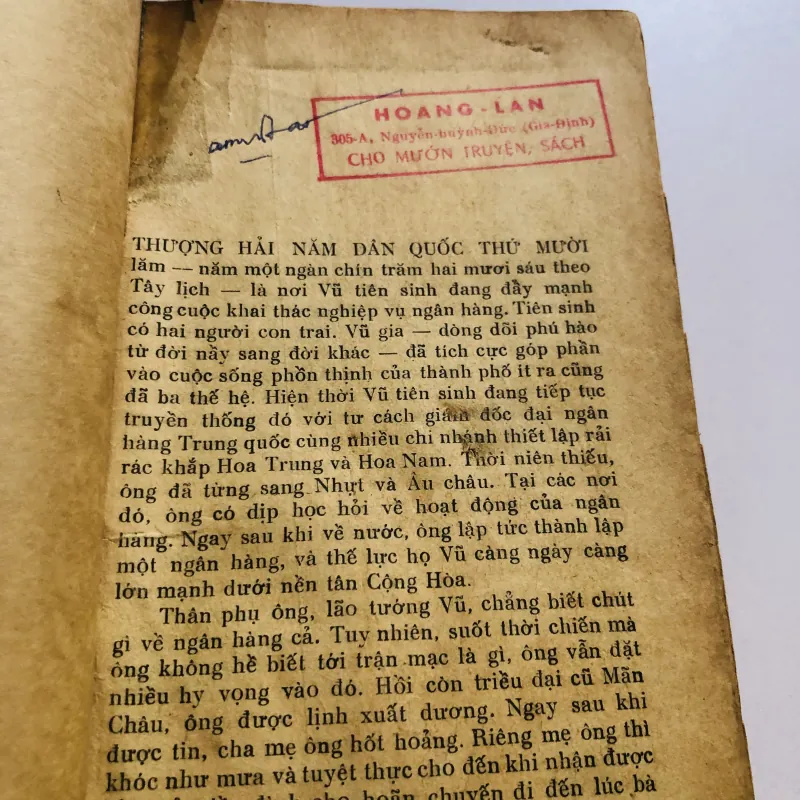 HOANG - LAN
305-A, Nguyễn-huỳnh-Đức (Gia-Định)
CHO MƯỚN TRUYỆN, SÁCH
THƯỢNG HẢI NĂM DÂN QUỐC THỨ MƯỜI
lăm — năm một ngàn chín trăm hai mươi sáu theo
Tây lịch — là nơi Vũ tiên sinh đang đẩy mạnh
công cuộc khai thác nghiệp vụ ngân hàng. Tiên sinh
có hai người con trai. Vũ gia — dòng dõi phú hào
từ đời nầy sang đời khác — đã tích cực góp phần
vào cuộc sống phồn thịnh của thành phố ít ra cũng
đã ba thế hệ. Hiện thời Vũ tiên sinh đang tiếp tục
truyền thống đó với tư cách giám đốc đại ngân
hàng Trung quốc cùng nhiều chi nhánh thiết lập rải
rác khắp Hoa Trung và Hoa Nam. Thời niên thiếu,
ông đã từng sang Nhựt và Âu châu. Tại các nơi
đó, ông có dịp học hỏi về hoạt động của ngân
hàng. Ngay sau khi về nước, ông lập tức thành lập
một ngân hàng, và thế lực họ Vũ càng ngày càng
lớn mạnh dưới nền tân Cộng Hòa.
Thân phụ ông, lão tướng Vũ, chẳng biết chút
gì về ngân hàng cả. Tuy nhiên, suốt thời chiến mà
ông không hề biết tới trận mạc là gì, ông vẫn đặt
nhiều hy vọng vào đó. Hồi còn triều đại cũ Mãn
Châu, ông được lịnh xuất dương. Ngay sau khi
được tin, cha mẹ ông hốt hoảng. Riêng mẹ ông thì
khóc như mưa và tuyệt thực cho đến khi nhận được
cho hoãn chuyến đi đến lúc bà